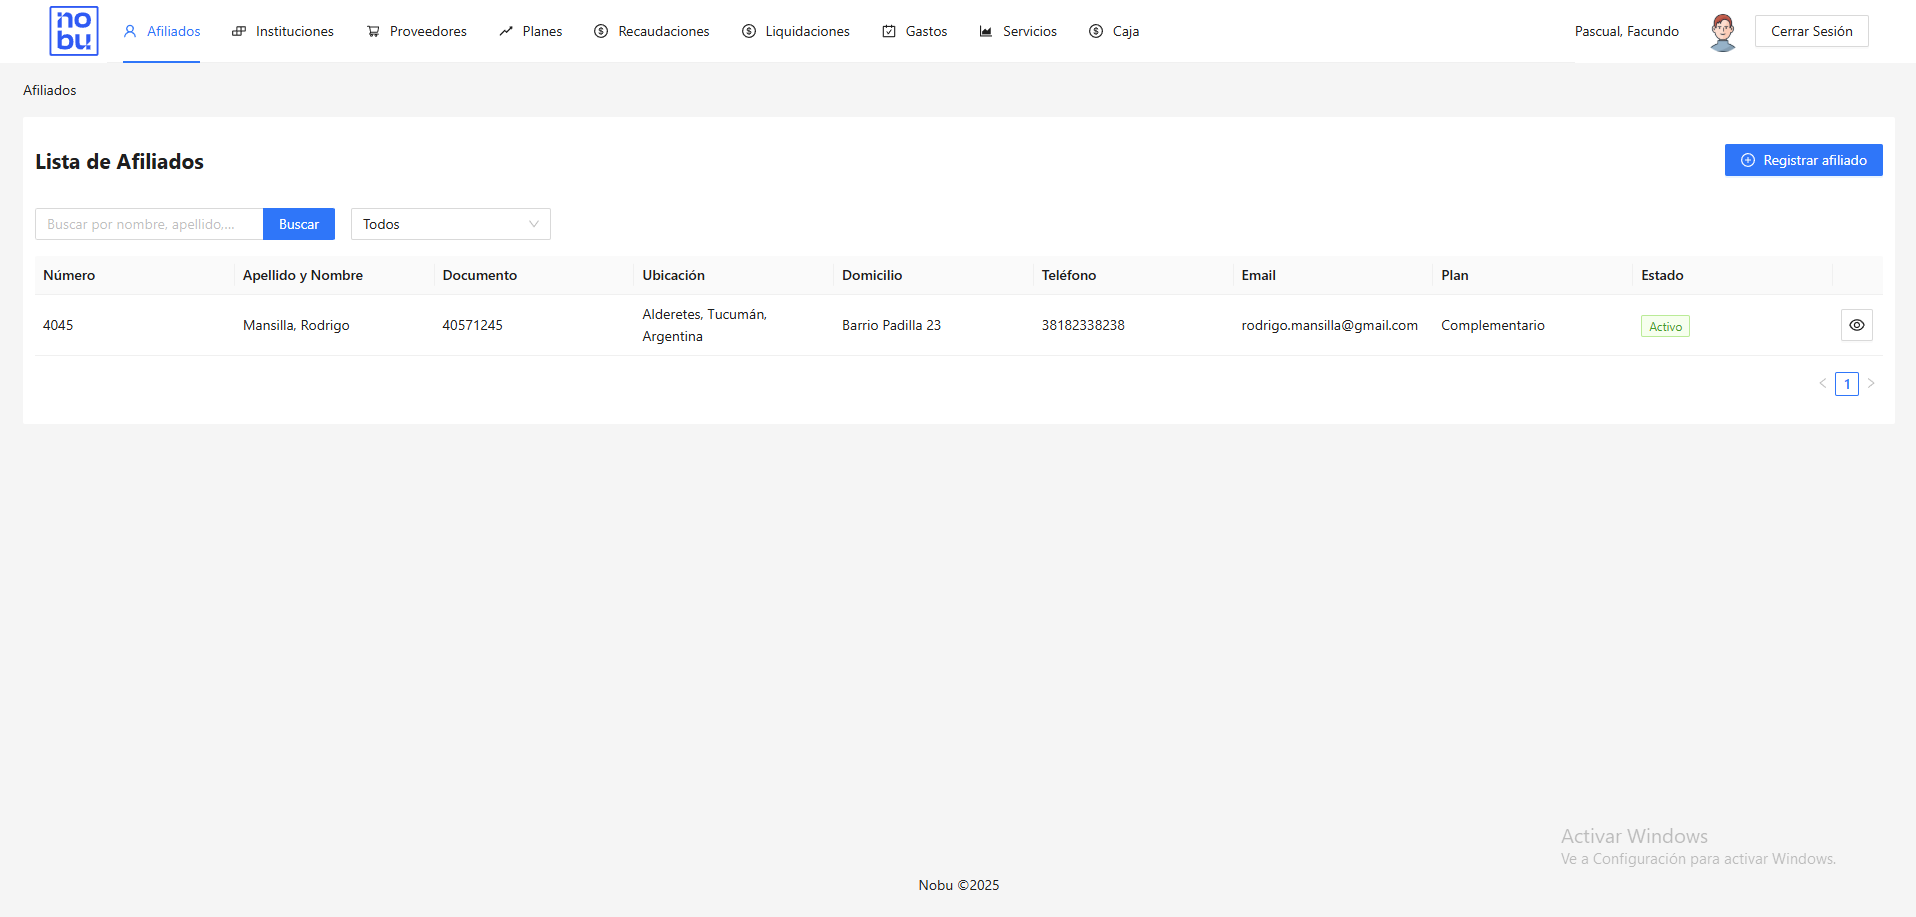 nobu Afiliados Instituciones Proveedores Planes Recaudaciones Liquidaciones Gastos Servicios Caja Pascual, Facundo Cerrar Sesión
Afiliados
Lista de Afiliados Registrar afiliado
Buscar por nombre, apellido,... Buscar Todos
Número Apellido y Nombre Documento Ubicación Domicilio Teléfono Email Plan Estado
4045 Mansilla, Rodrigo 40571245 Alderetes, Tucumán, Argentina Barrio Padilla 23 38182338238 rodrigo.mansilla@gmail.com Complementario Activo
1
Activar Windows
Ve a Configuración para activar Windows.
Nobu ©2025